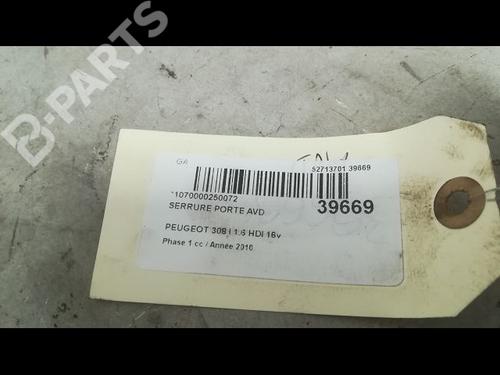 B-PARTS
GA
52713701 39669
*1070000250072
SERRURE PORTE AVD
39669
PEUGEOT 308 I 1.6 HDI 16v
Phase 1 cc / Année 2010